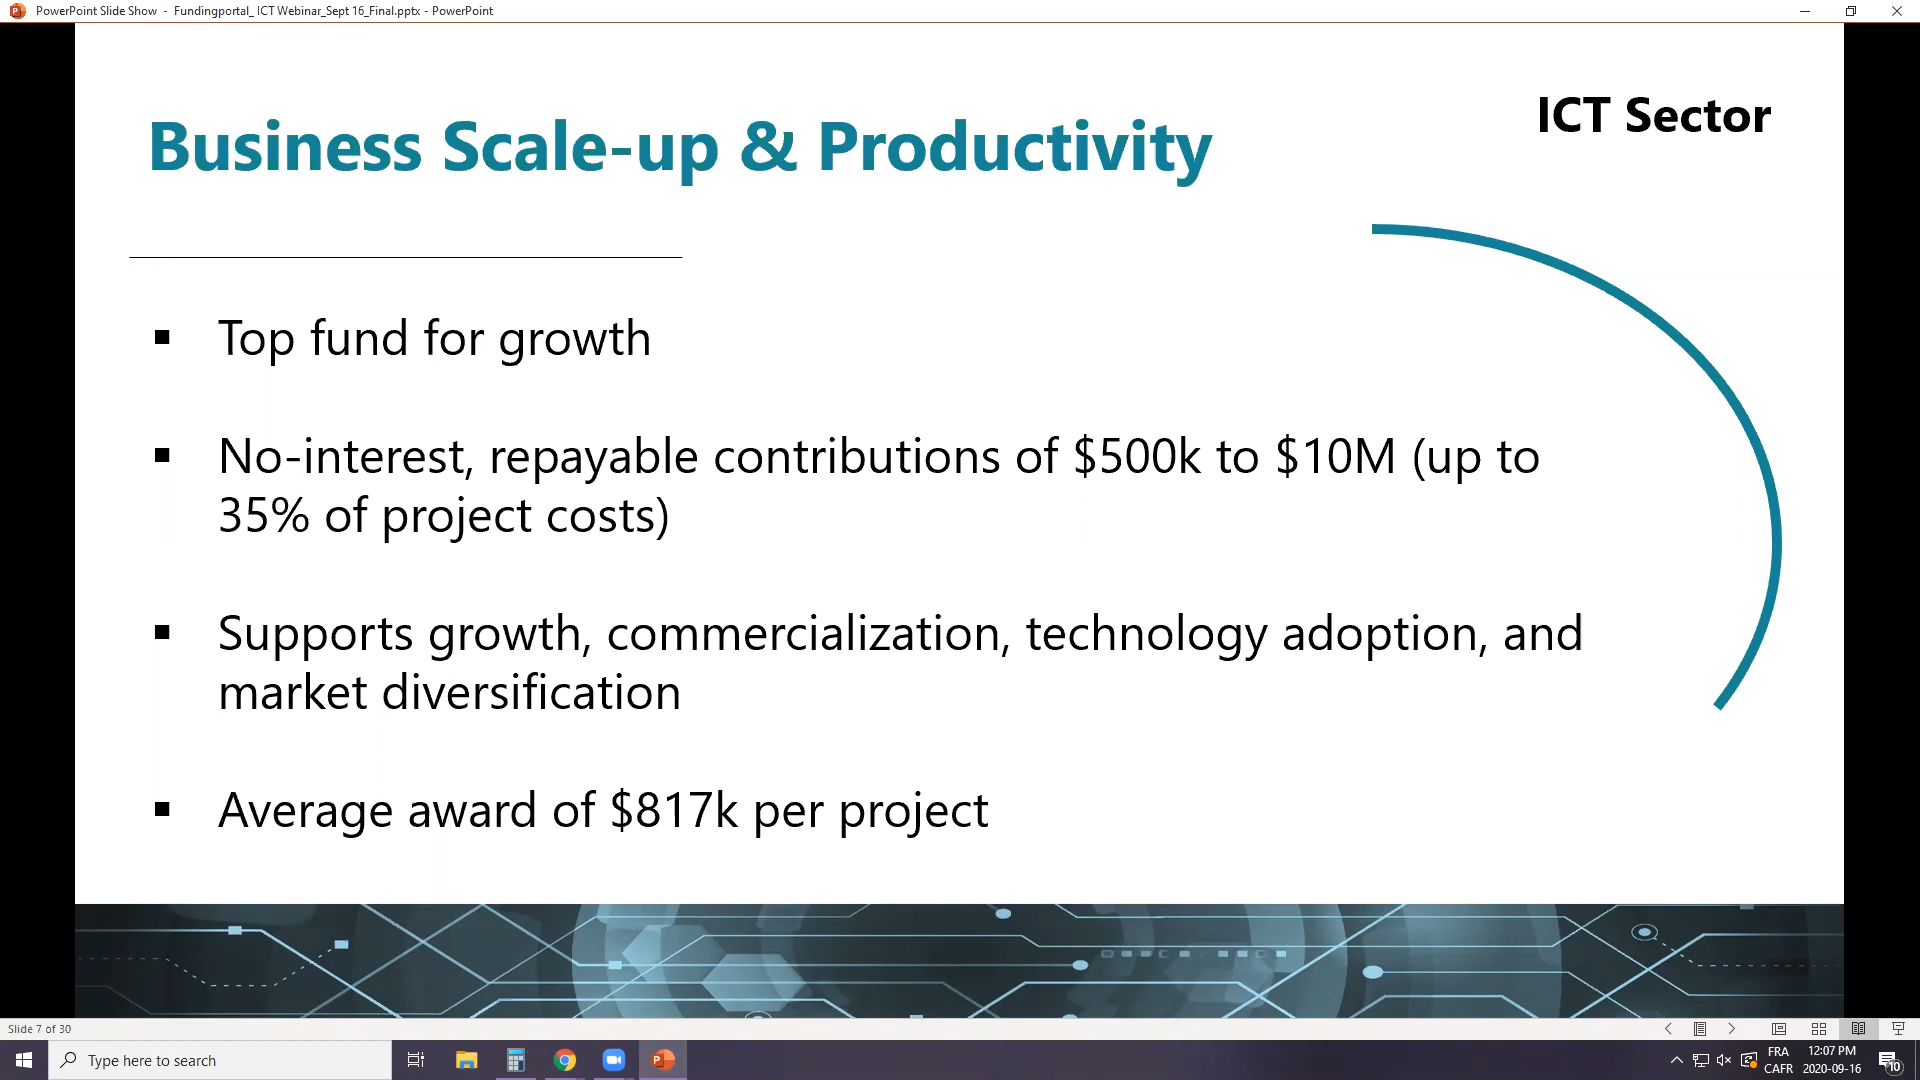 PowerPoint Slide Show - Fundingportal_ ICT Webinar_Sept 16_Final.pptx - PowerPoint
ICT Sector
Business Scale-up & Productivity
▪ Top fund for growth
▪ No-interest, repayable contributions of $500k to $10M (up to
35% of project costs)
▪ Supports growth, commercialization, technology adoption, and
market diversification
▪ Average award of $817k per project
Slide 7 of 30
Type here to search
FRA
CAFR
12:07 PM
2020-09-16
10